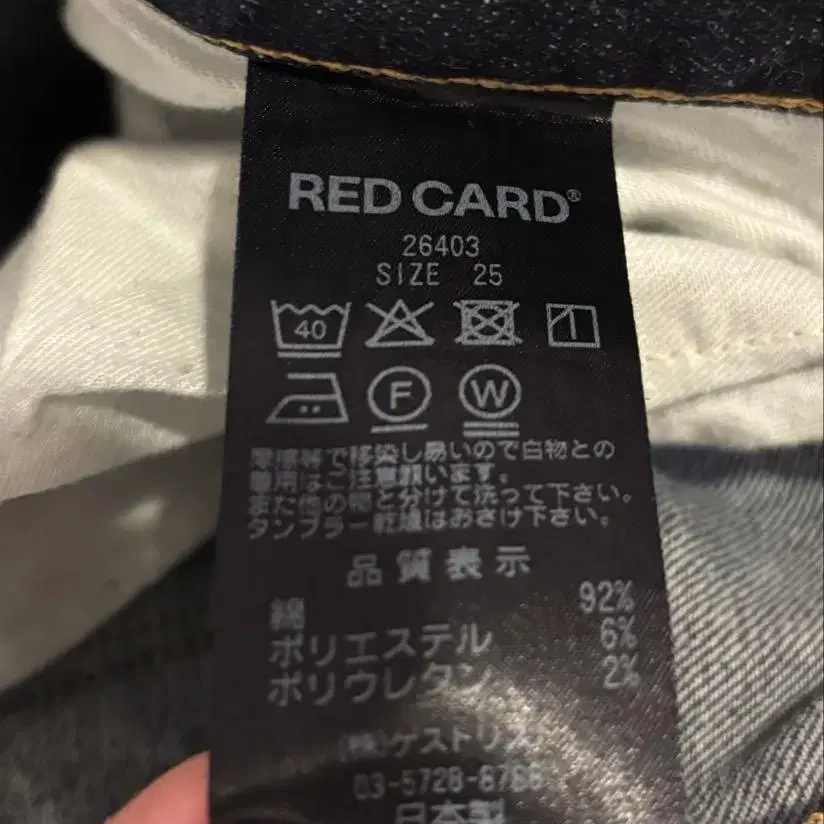 RED CARD®
26403
SIZE 25
40
F W
摩擦等で移染し易いので白物との
着用はご注意願います。
また他の物と分けて洗って下さい。
タンブラー乾燥はおさけ下さい。
品質表示
綿 92%
ポリエステル 6%
ポリウレタン 2%
(株)ゲストリスト
03-5728-8788
日本製